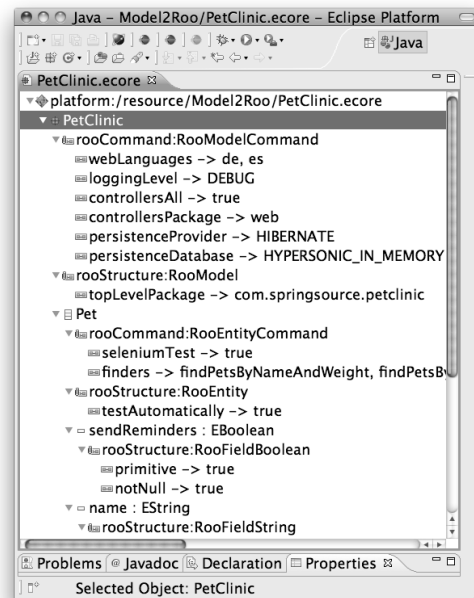 Java – Model2Roo/PetClinic.ecore – Eclipse Platform
Java
PetClinic.ecore
platform:/resource/Model2Roo/PetClinic.ecore
PetClinic
rooCommand:RooModelCommand
webLanguages -> de, es
loggingLevel -> DEBUG
controllersAll -> true
controllersPackage -> web
persistenceProvider -> HIBERNATE
persistenceDatabase -> HYPERSONIC_IN_MEMORY
rooStructure:RooModel
topLevelPackage -> com.springsource.petclinic
Pet
rooCommand:RooEntityCommand
seleniumTest -> true
finders -> findPetsByNameAndWeight, findPetsBy
rooStructure:RooEntity
testAutomatically -> true
sendReminders : EBoolean
rooStructure:RooFieldBoolean
primitive -> true
notNull -> true
name : EString
rooStructure:RooFieldString
Problems @ Javadoc Declaration Properties
Selected Object: PetClinic